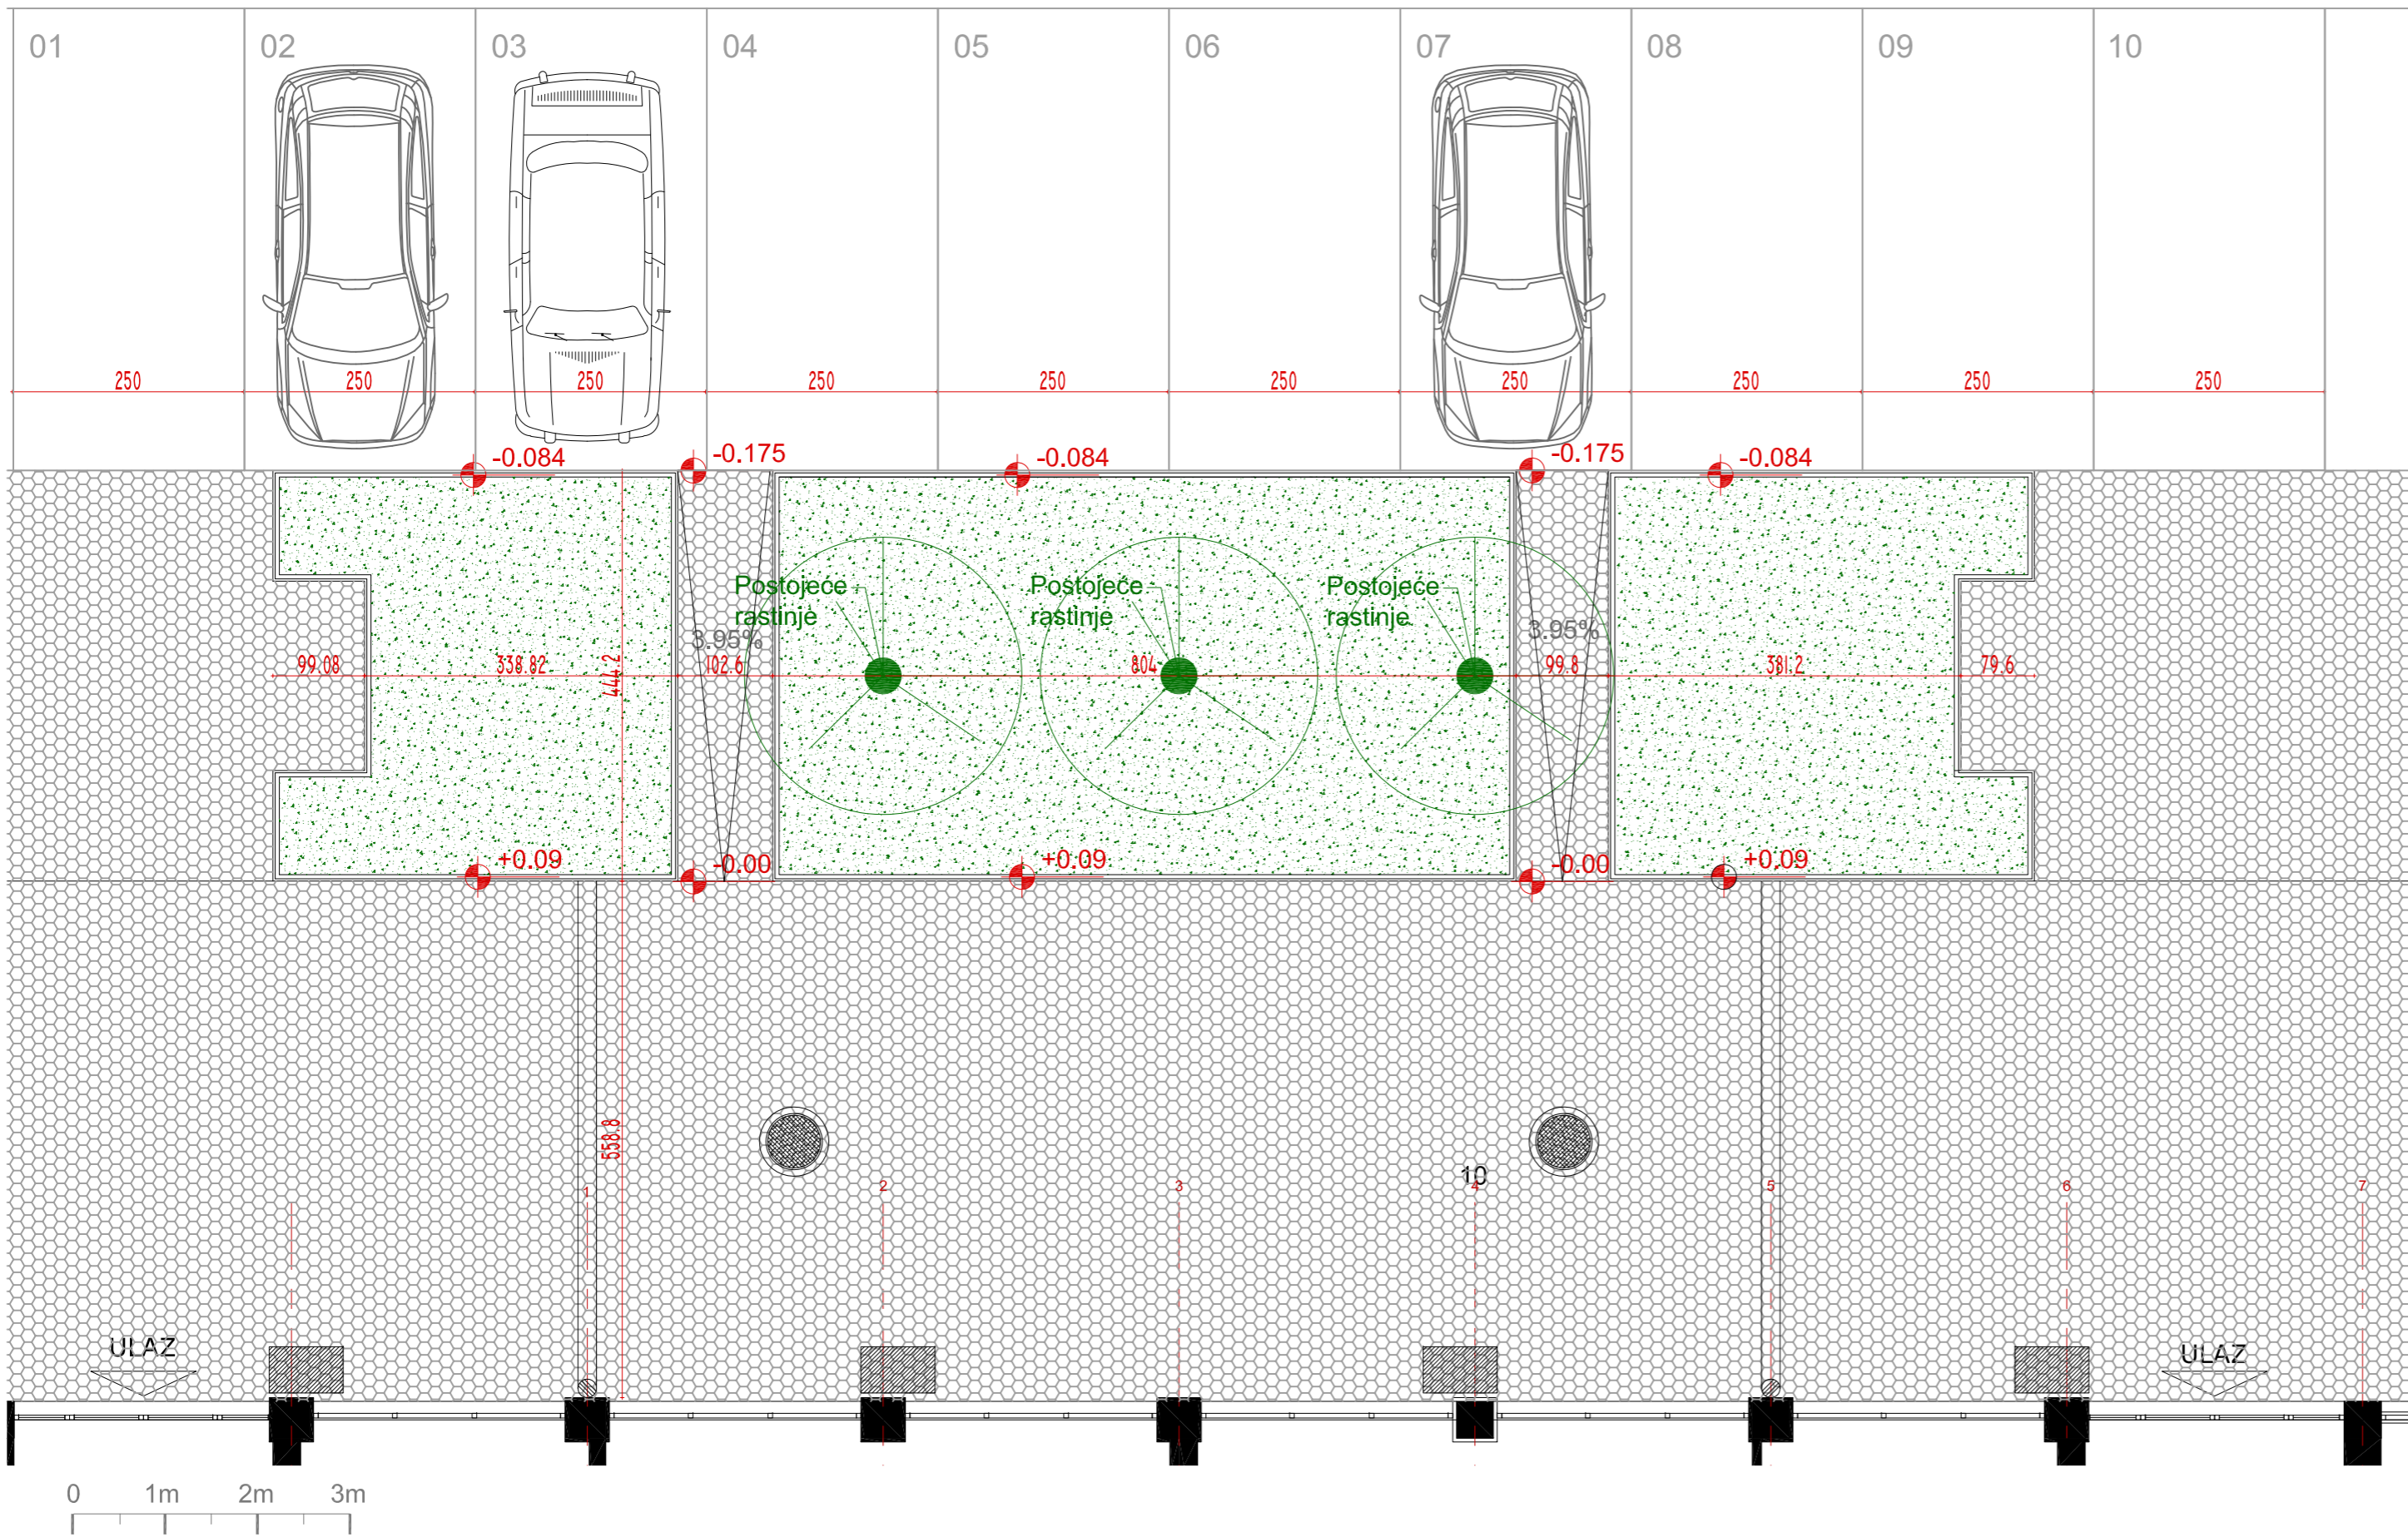 01 02 03 04 05 06 07 08 09 10
250 250 250 250 250 250 250 250 250 250
-0.084 -0.175 -0.084 -0.175 -0.084
Postojeće
rastinje
Postojeće
rastinje
Postojeće
rastinje
3.95% 3.95%
99.08 338.82 444.2 102.6 804 99.8 381.2 79.6
+0.09 -0.00 +0.09 -0.00 +0.09
558.8
10
1 2 3 4 5 6 7
ULAZ ULAZ
0 1m 2m 3m